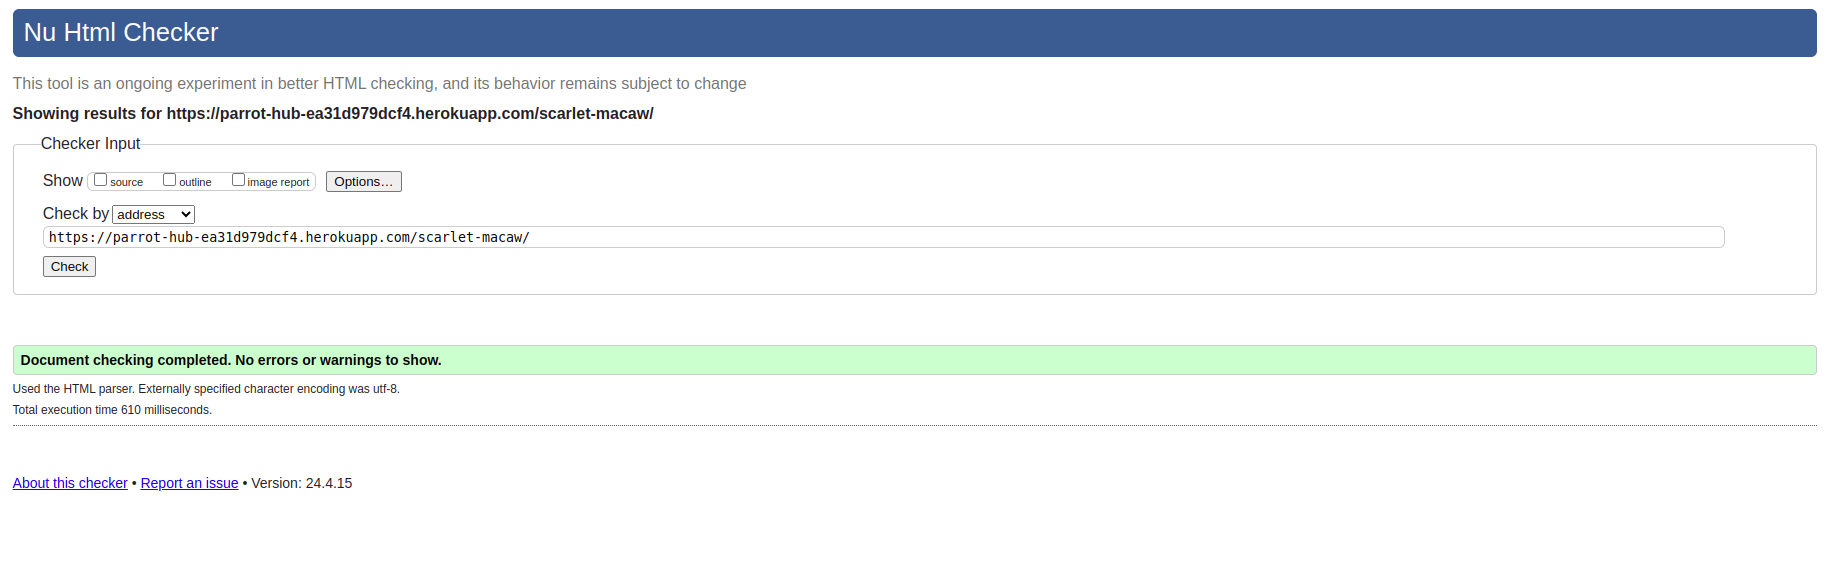 Nu Html Checker
This tool is an ongoing experiment in better HTML checking, and its behavior remains subject to change
Showing results for https://parrot-hub-ea31d979dcf4.herokuapp.com/scarlet-macaw/
Checker Input
Show source outline image report Options...
Check by address
https://parrot-hub-ea31d979dcf4.herokuapp.com/scarlet-macaw/
Check
Document checking completed. No errors or warnings to show.
Used the HTML parser. Externally specified character encoding was utf-8.
Total execution time 610 milliseconds.
About this checker • Report an issue • Version: 24.4.15